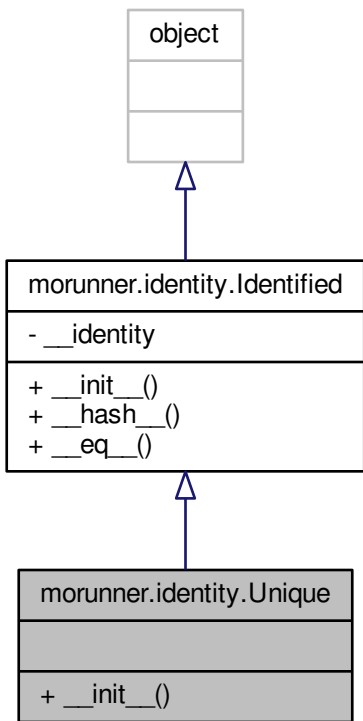 object
morunner.identity.Identified
- __identity
+ __init__()
+ __hash__()
+ __eq__()
morunner.identity.Unique
+ __init__()